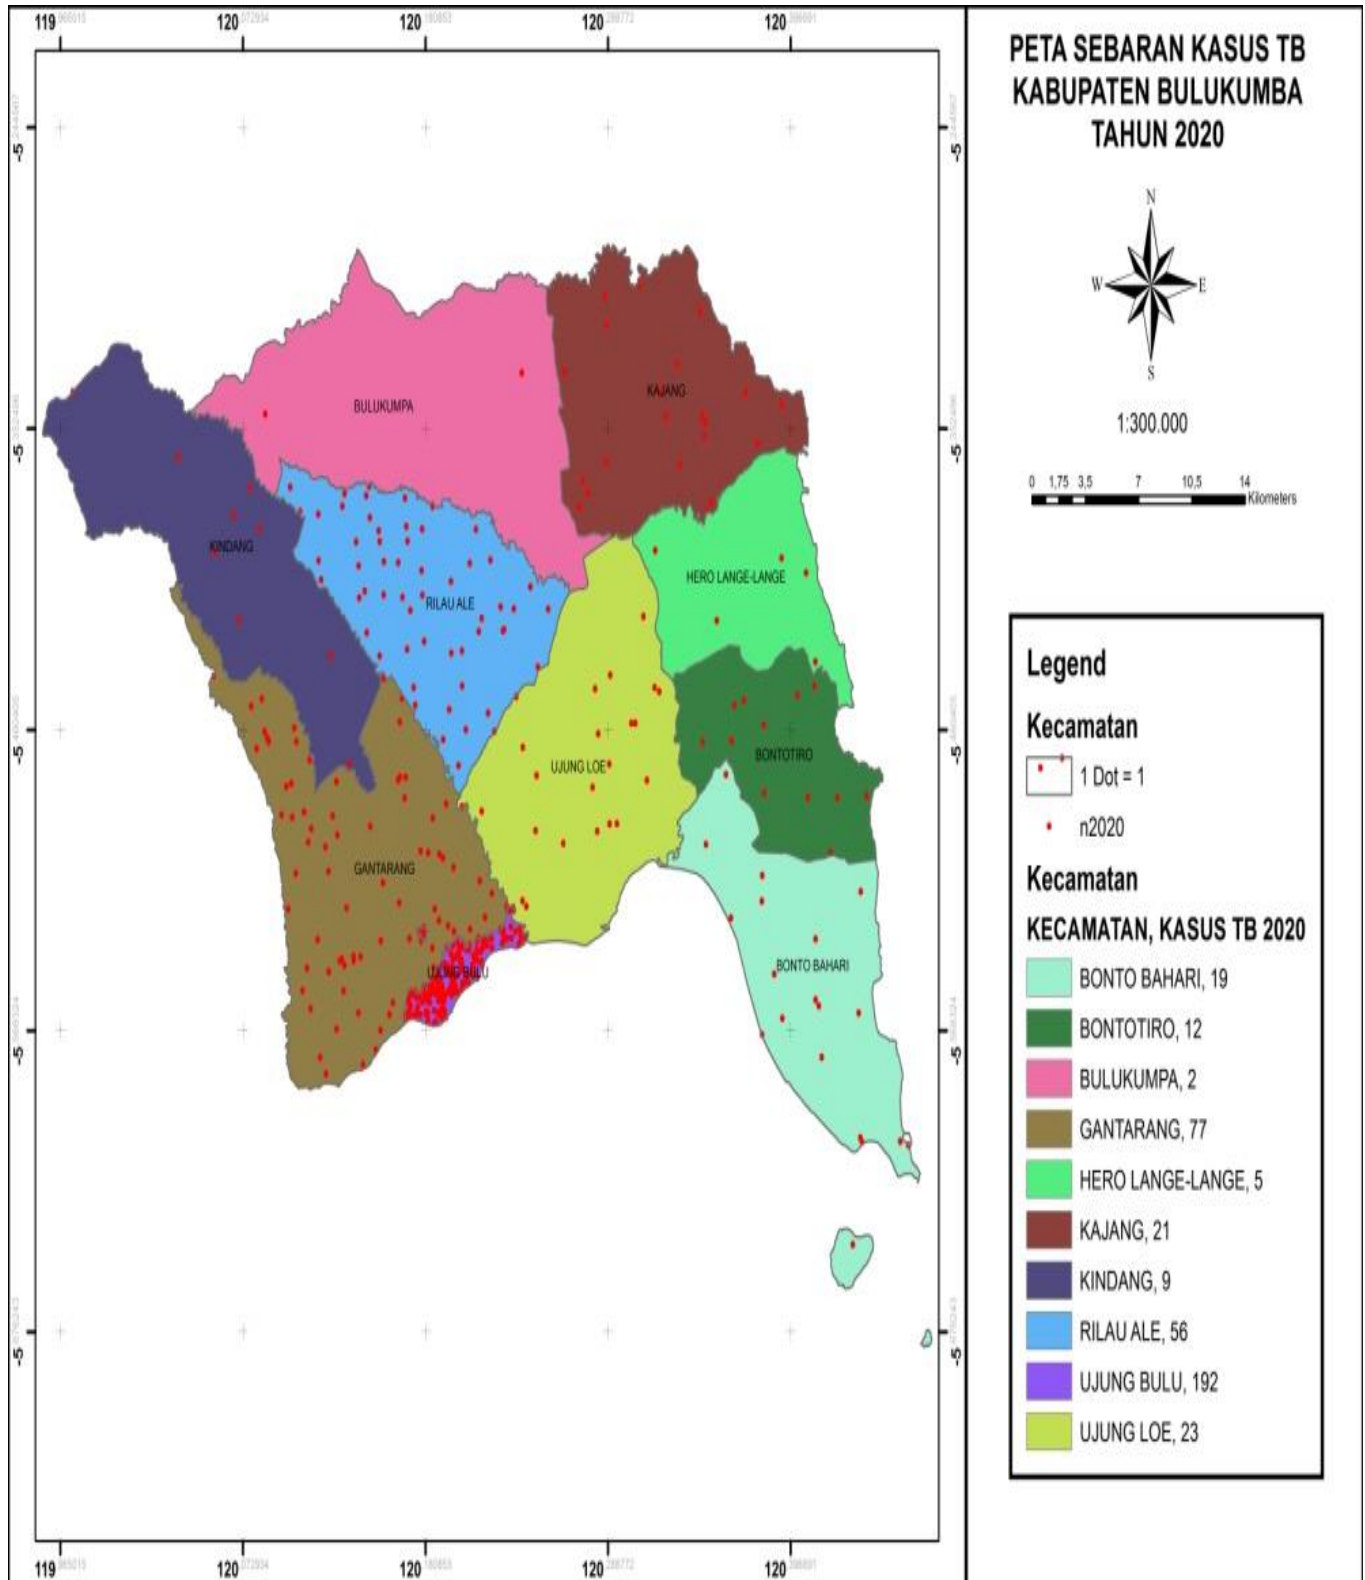 119
120
120
120
120
PETA SEBARAN KASUS TB
KABUPATEN BULUKUMBA
TAHUN 2020
N
W
E
S
1:300.000
0 1,75 3,5 7 10,5 14
Kilometers
BULUKUMPA
KAJANG
KINDANG
HERO LANGE-LANGE
RILAU ALE
UJUNG LOE
BONTOTIRO
GANTARANG
UJUNG BULU
BONTO BAHARI
-5
-5
-5
-5
-5
-5
-5
-5
-5
-5
119
120
120
120
120
Legend
Kecamatan
1 Dot = 1
n2020
Kecamatan
KECAMATAN, KASUS TB 2020
BONTO BAHARI, 19
BONTOTIRO, 12
BULUKUMPA, 2
GANTARANG, 77
HERO LANGE-LANGE, 5
KAJANG, 21
KINDANG, 9
RILAU ALE, 56
UJUNG BULU, 192
UJUNG LOE, 23